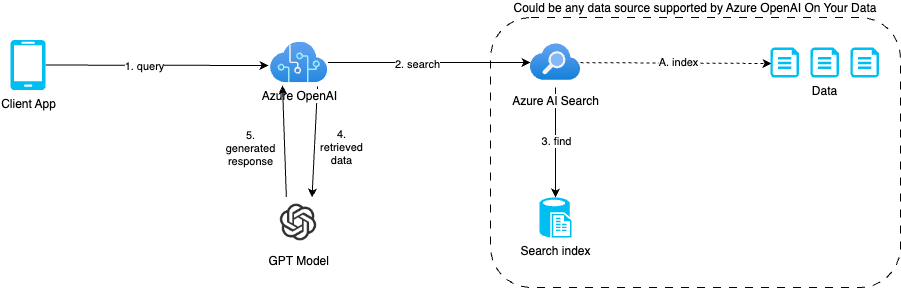 Could be any data source supported by Azure OpenAI On Your Data
1. query
2. search
A. index
Client App
Azure OpenAI
Azure AI Search
Data
5.
generated
response
4.
retrieved
data
3. find
GPT Model
Search index